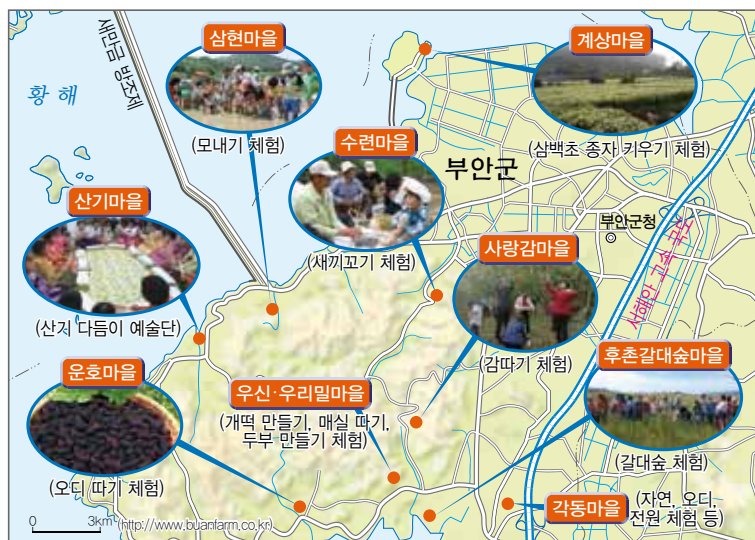 삼현마을
(모내기 체험)
계상마을
(삼백초 종자 키우기 체험)
새만금 방조제
황 해
수련마을
(새끼꼬기 체험)
부안군
부안군청
산기마을
(산기 다듬이 예술단)
사랑감마을
(감따기 체험)
서해안 고속 국도
운호마을
(오디 따기 체험)
우신·우리밀마을
(개떡 만들기, 매실 따기,
두부 만들기 체험)
후촌갈대숲마을
(갈대숲 체험)
각동마을
(자연, 오디,
전원 체험 등)
0 3km (http://www.buanfarm.co.kr)